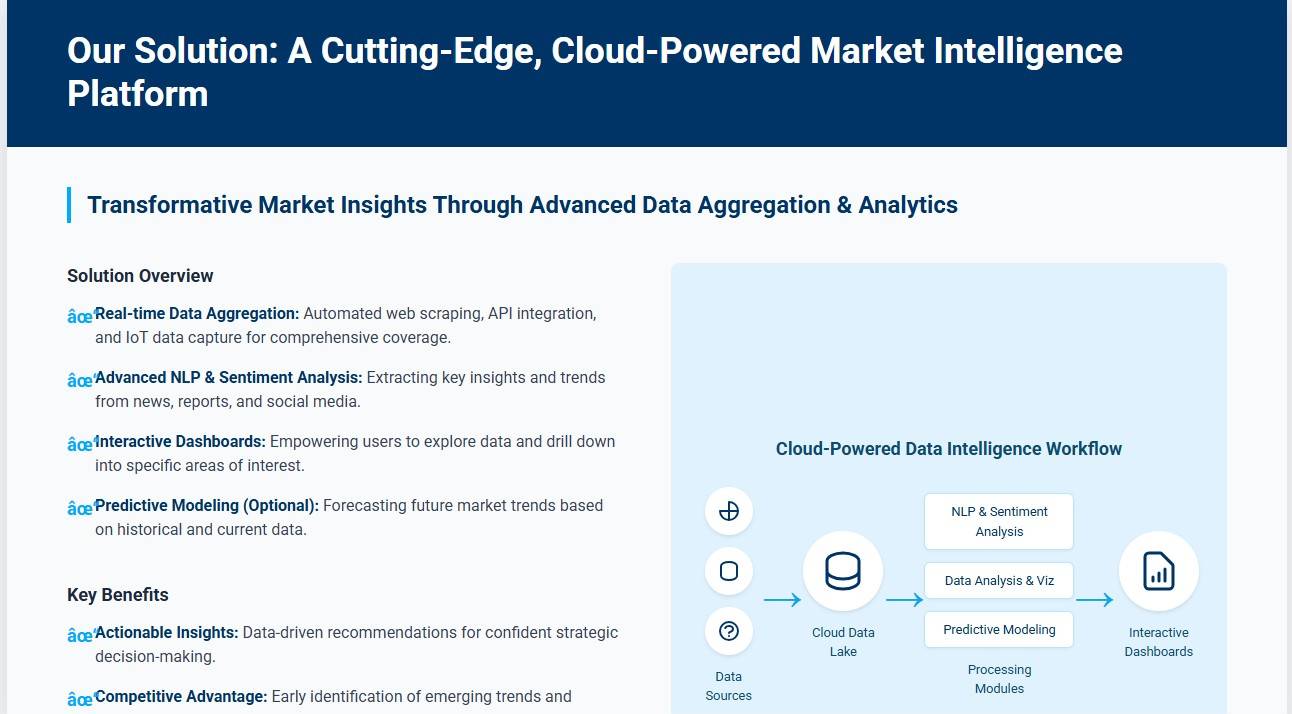 Our Solution: A Cutting-Edge, Cloud-Powered Market Intelligence
Platform
Transformative Market Insights Through Advanced Data Aggregation & Analytics
Solution Overview
âœ“Real-time Data Aggregation: Automated web scraping, API integration,
and IoT data capture for comprehensive coverage.
âœ“Advanced NLP & Sentiment Analysis: Extracting key insights and trends
from news, reports, and social media.
âœ“Interactive Dashboards: Empowering users to explore data and drill down
into specific areas of interest.
âœ“Predictive Modeling (Optional): Forecasting future market trends based
on historical and current data.
Key Benefits
âœ“Actionable Insights: Data-driven recommendations for confident strategic
decision-making.
âœ“Competitive Advantage: Early identification of emerging trends and
Cloud-Powered Data Intelligence Workflow
Data
Sources
Cloud Data
Lake
NLP & Sentiment
Analysis
Data Analysis & Viz
Predictive Modeling
Processing
Modules
Interactive
Dashboards